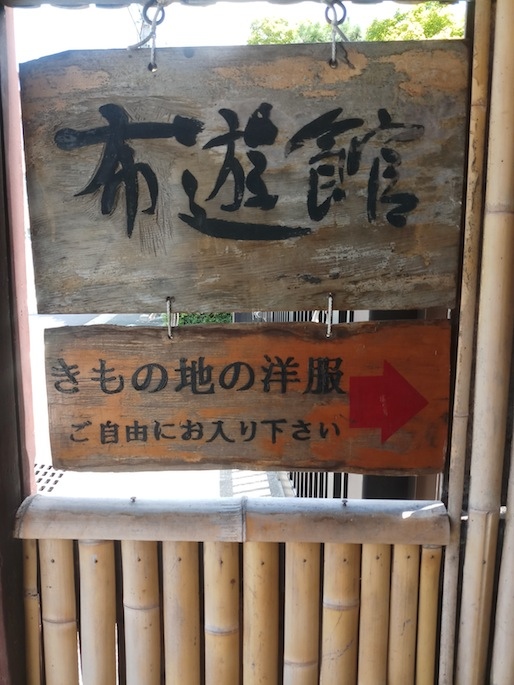 布遊館
きもの地の洋服
ご自由にお入り下さい